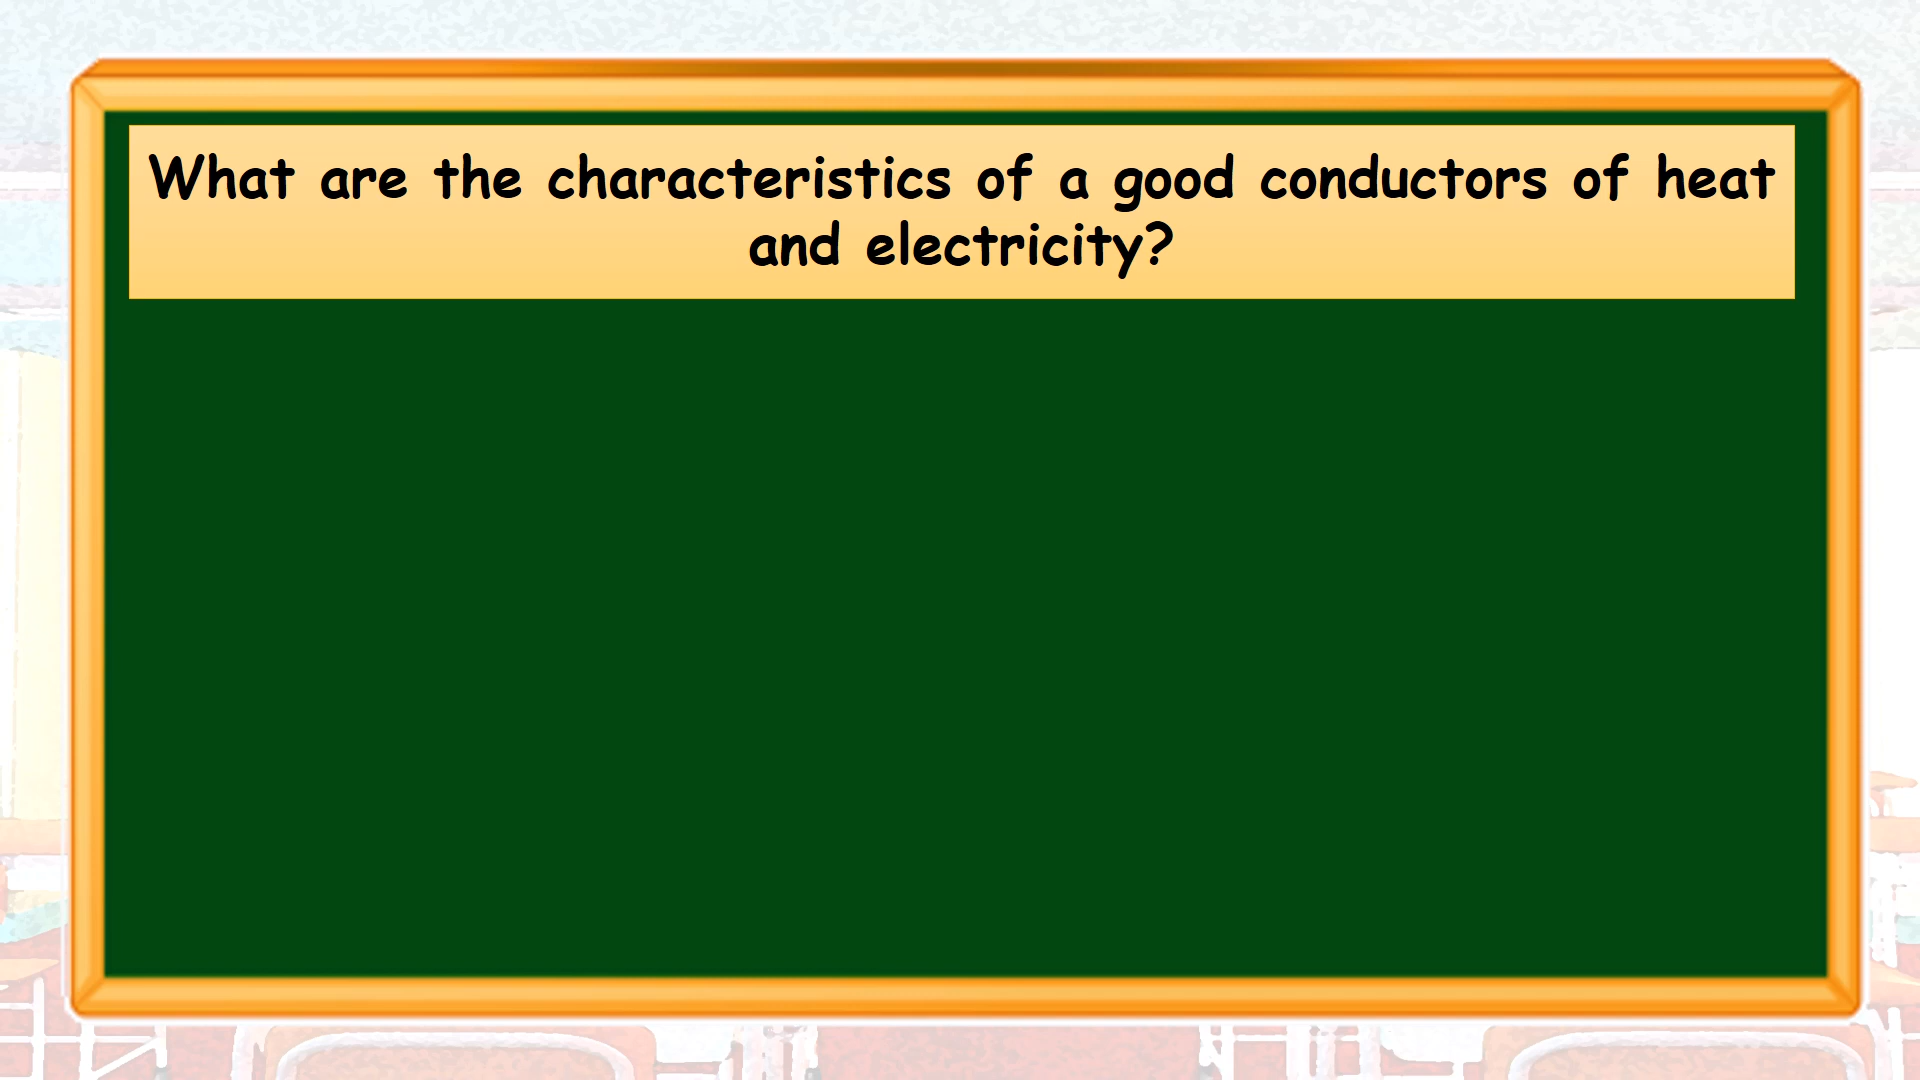 What are the characteristics of a good conductors of heat
and electricity?